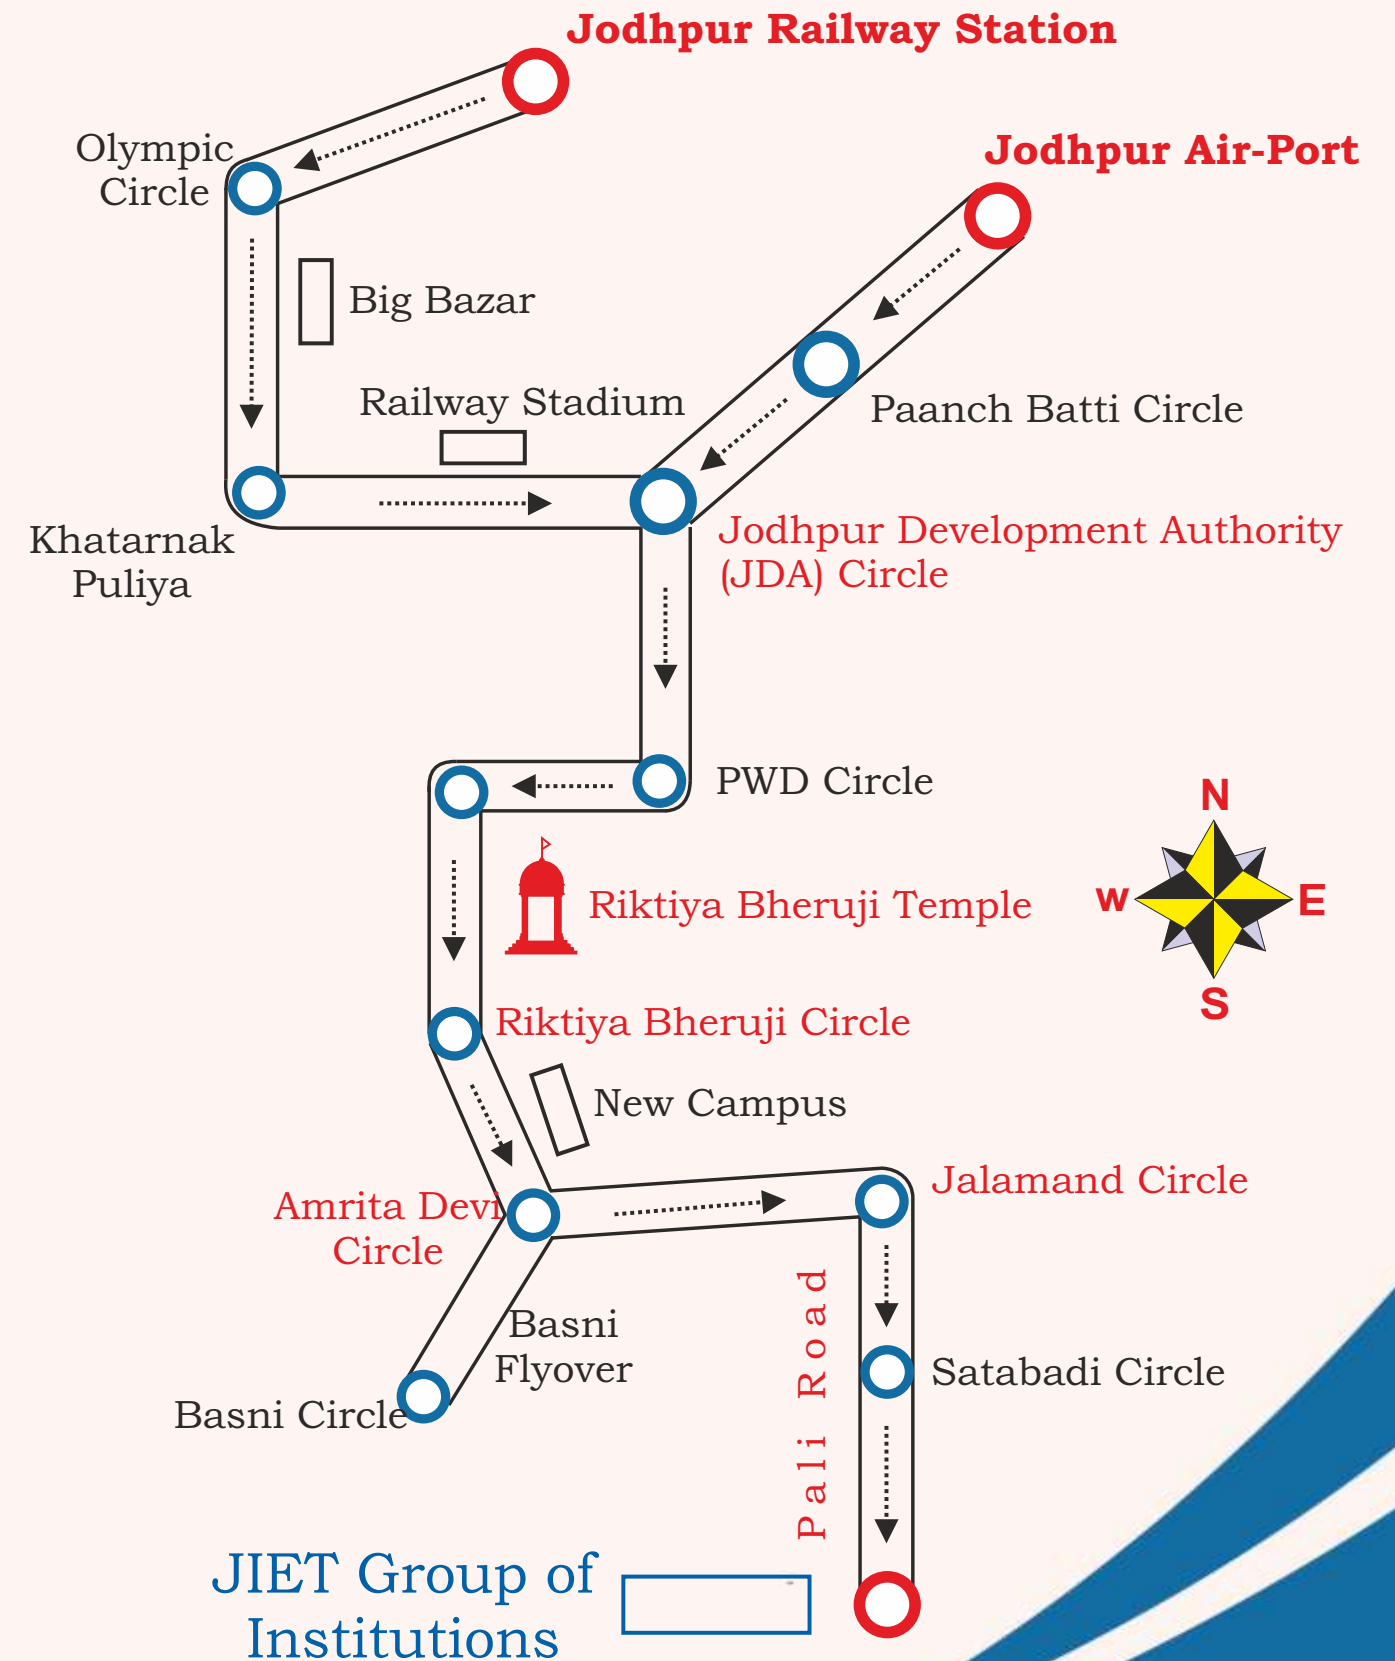 Jodhpur Railway Station
Olympic
Circle
Jodhpur Air-Port
Big Bazar
Railway Stadium
Paanch Batti Circle
Khatarnak
Puliya
Jodhpur Development Authority
(JDA) Circle
PWD Circle
N
W
E
S
Riktiya Bheruji Temple
Riktiya Bheruji Circle
New Campus
Amrita Devi
Circle
Jalamand Circle
Basni
Flyover
Basni Circle
Pali Road
Satabadi Circle
JIET Group of
Institutions